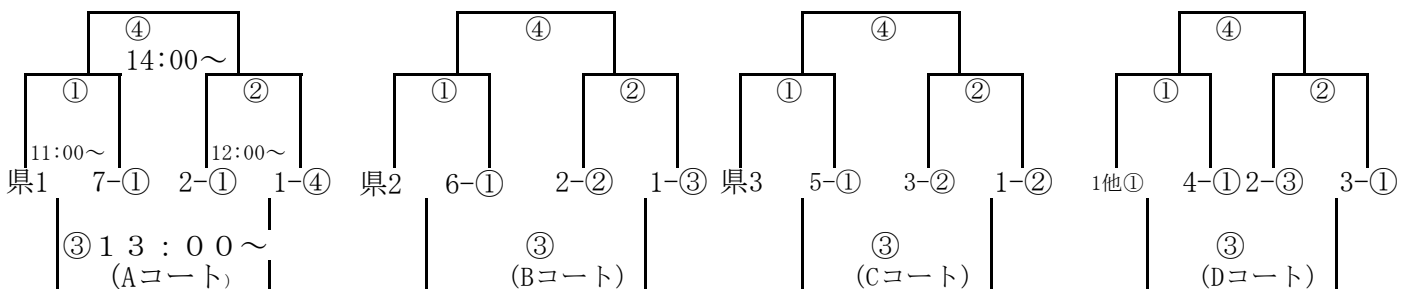 ④ ④ ④ ④
14:00～
① ② ① ② ① ② ① ②
11:00～ 12:00～
県1 7-① 2-① 1-④ 県2 6-① 2-② 1-③ 県3 5-① 3-② 1-② 1他① 4-① 2-③ 3-①
③１３：００～ ③ ③ ③
(Aコート) (Bコート) (Cコート) (Dコート)